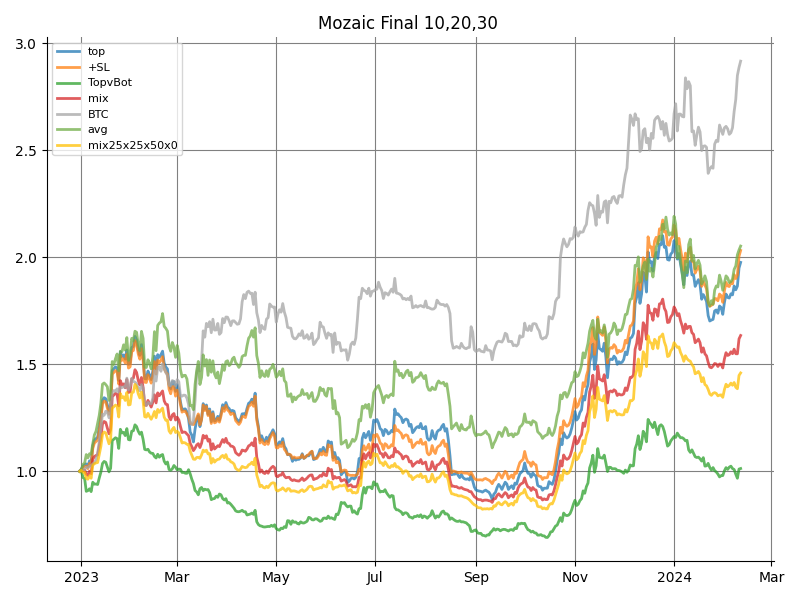 Mozaic Final 10,20,30
top
+SL
TopvBot
mix
BTC
avg
mix25x25x50x0
3.0
2.5
2.0
1.5
1.0
2023 Mar May Jul Sep Nov 2024 Mar